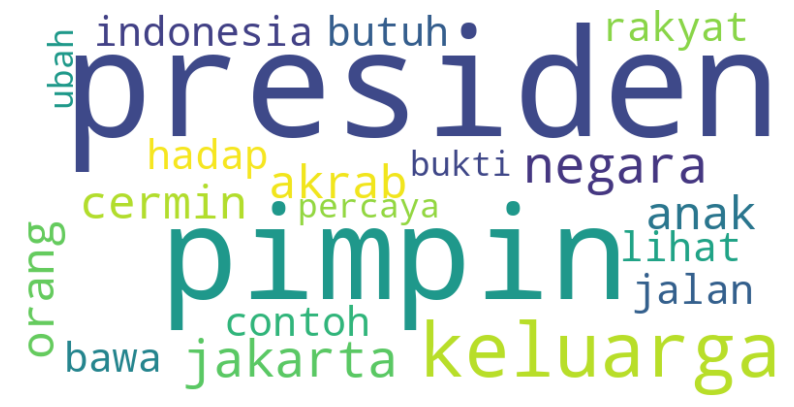 indonesia butuh rakyat
ubah
presiden
hadap
akrab
bukti
negara
cermin
percaya
anak
pimpin
lihat
orang
jalan
contoh
bawa
jakarta
keluarga